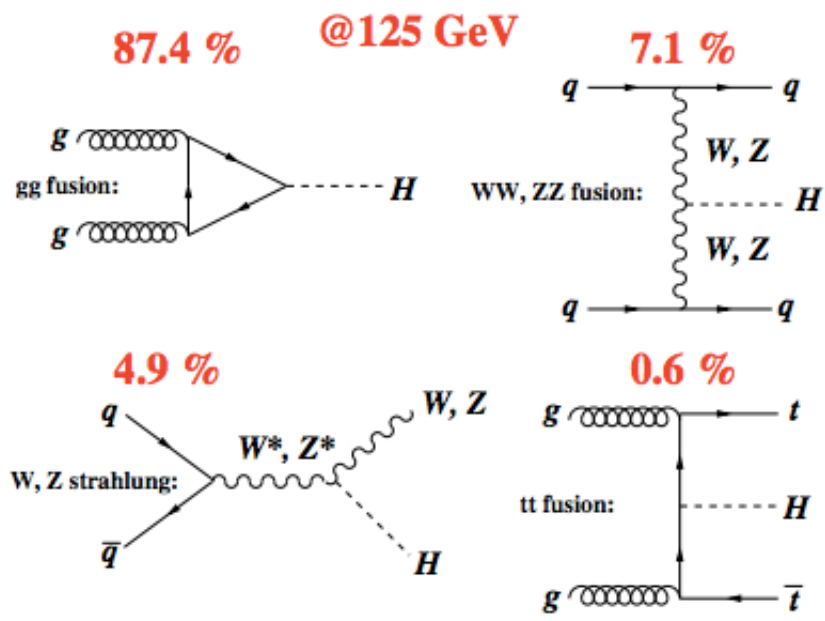 @125 GeV
87.4 %
g
gg fusion:
H
g
7.1 %
q q
W, Z
WW, ZZ fusion:
H
W, Z
q q
4.9 %
q
W, Z
W*, Z*
W, Z strahlung:
q̅
H
0.6 %
g t
tt fusion:
H
g t̅